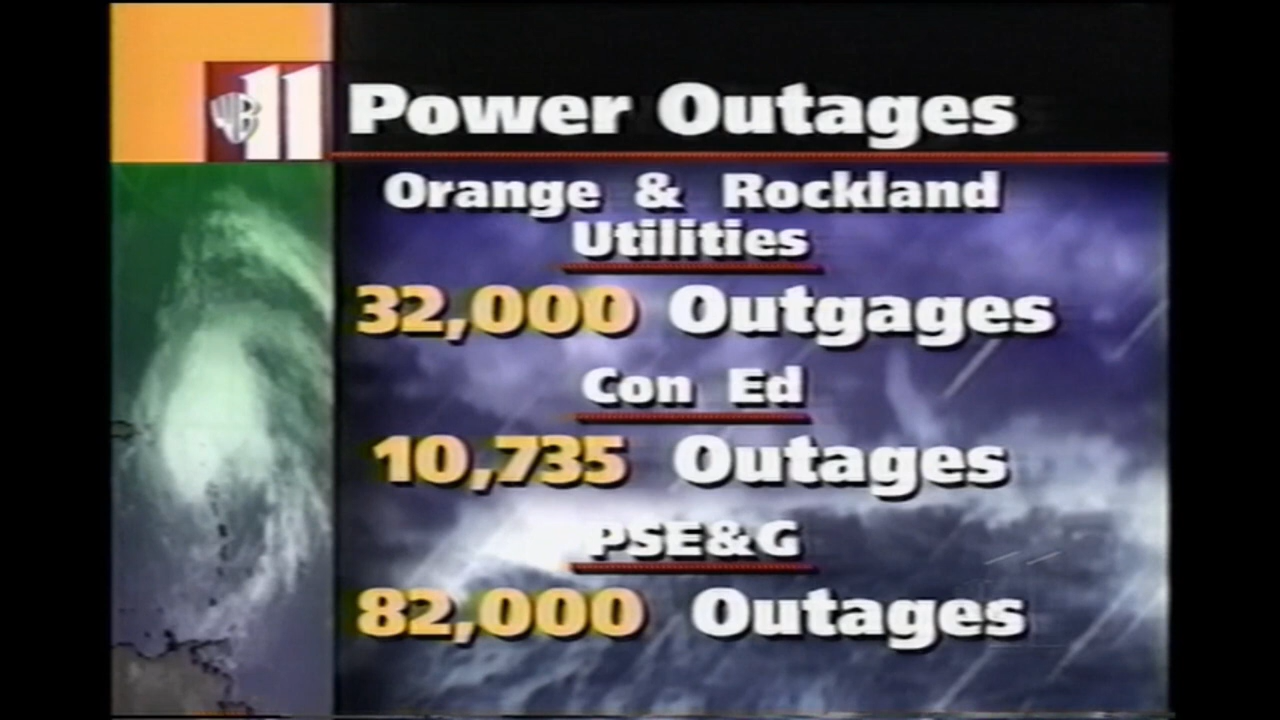 WB 11
Power Outages
Orange & Rockland
Utilities
32,000 Outgages
Con Ed
10,735 Outages
PSE&G
82,000 Outages